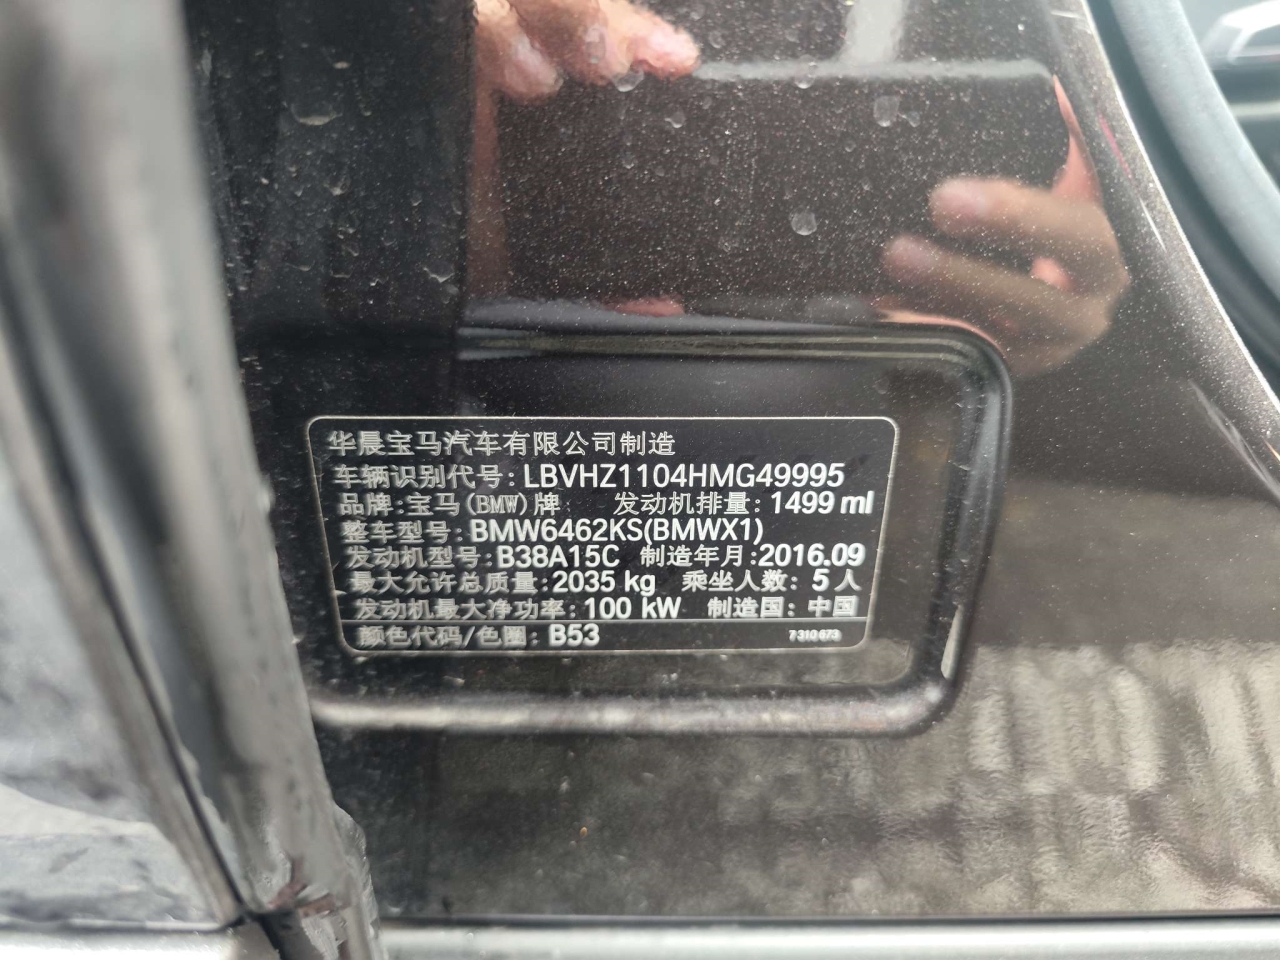 华晨宝马汽车有限公司制造
车辆识别代号: LBVHZ1104HMG49995
品牌: 宝马(BMW)牌 发动机排量: 1499 ml
整车型号: BMW6462KS(BMWX1)
发动机型号: B38A15C 制造年月: 2016.09
最大允许总质量: 2035 kg 乘坐人数: 5 人
发动机最大净功率: 100 kW 制造国: 中国
颜色代码/色圈: B53 7 310 673